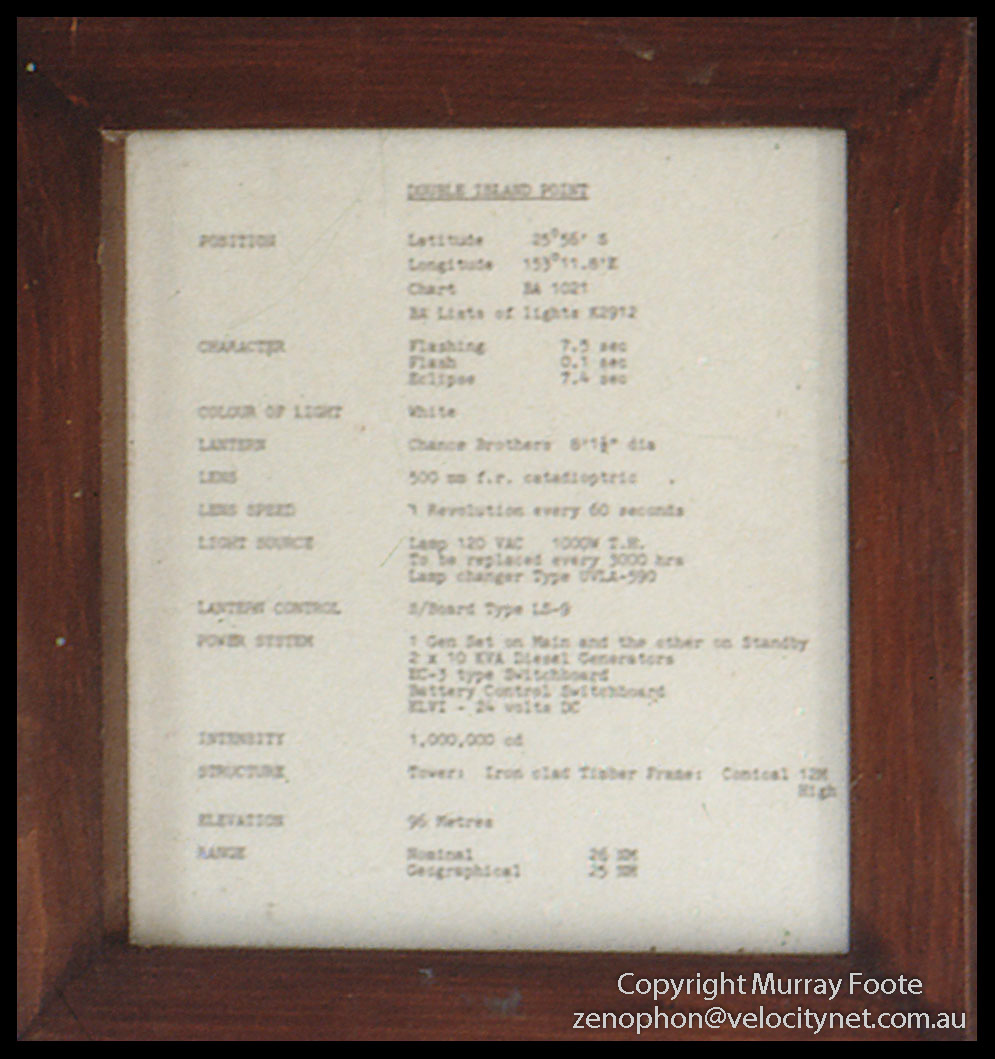 DOUBLE ISLAND POINT
POSITION Latitude 25°56' S
Longitude 153°11.8'E
Chart BA 1021
BA Lists of lights K2912
CHARACTER Flashing 7.5 sec
Flash 0.1 sec
Eclipse 7.4 sec
COLOUR OF LIGHT White
LANTERN Chance Brothers 8'1½" dia
LENS 500 mm f.r. catadioptric .
LENS SPEED 1 Revolution every 60 seconds
LIGHT SOURCE Lamp 120 VAC 1000W T.H.
To be replaced every 3000 hrs
Lamp changer Type UVLA-590
LANTERN CONTROL S/Board Type LS-9
POWER SYSTEM 1 Gen Set on Main and the other on Standby
2 x 10 KVA Diesel Generators
EC-3 type Switchboard
Battery Control Switchboard
ELVI - 24 volts DC
INTENSITY 1,000,000 cd
STRUCTURE Tower: Iron clad Timber Frame: Conical 12M
High
ELEVATION 96 Metres
RANGE Nominal 26 NM
Geographical 25 NM
Copyright Murray Foote
zenophon@velocitynet.com.au